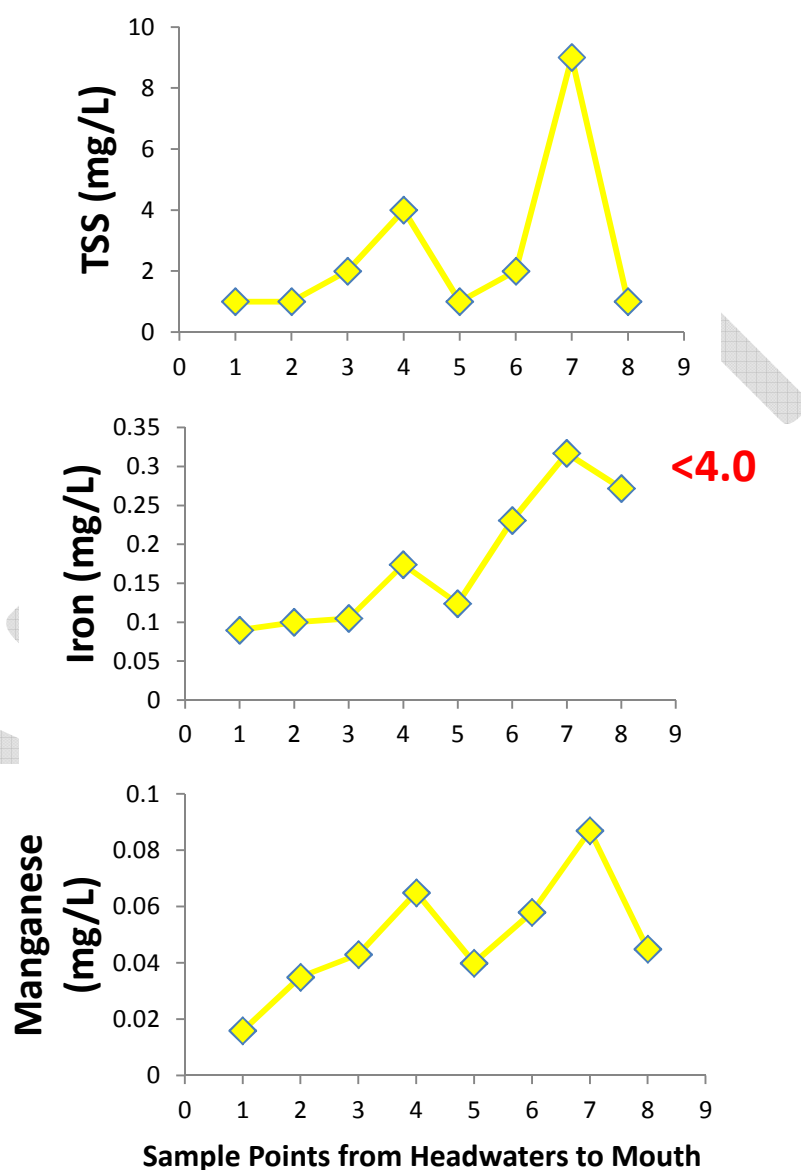 TSS (mg/L)
10
8
6
4
2
0
0 1 2 3 4 5 6 7 8 9
Iron (mg/L)
0.35
0.3
0.25
0.2
0.15
0.1
0.05
0
<4.0
0 1 2 3 4 5 6 7 8 9
Manganese
(mg/L)
0.1
0.08
0.06
0.04
0.02
0
0 1 2 3 4 5 6 7 8 9
Sample Points from Headwaters to Mouth